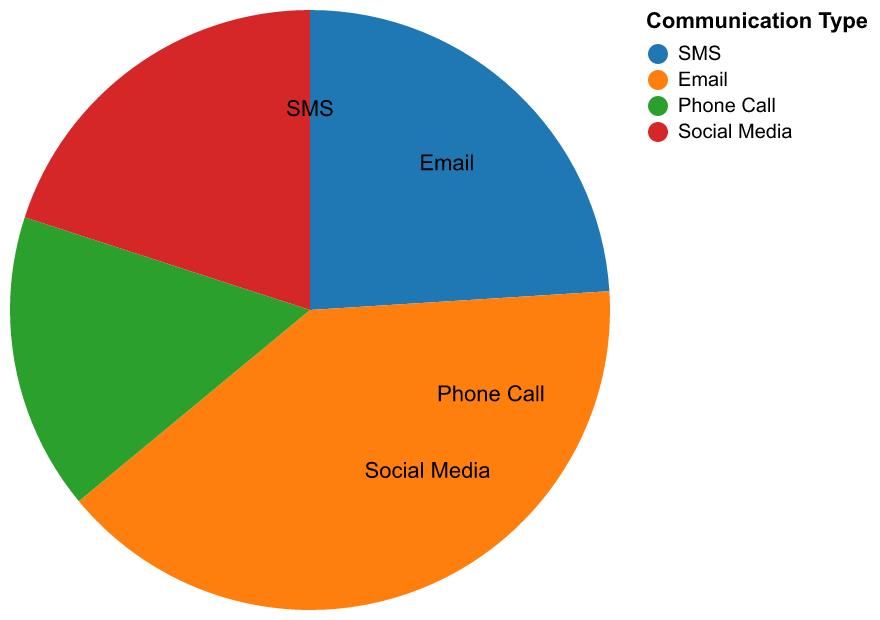 SMS
Email
Phone Call
Social Media
Communication Type
SMS
Email
Phone Call
Social Media